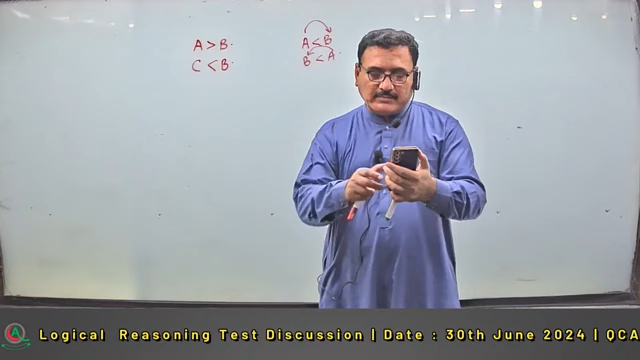 A > B.
C < B.
A < B
B < A.
Logical Reasoning Test Discussion | Date : 30th June 2024 | QCA